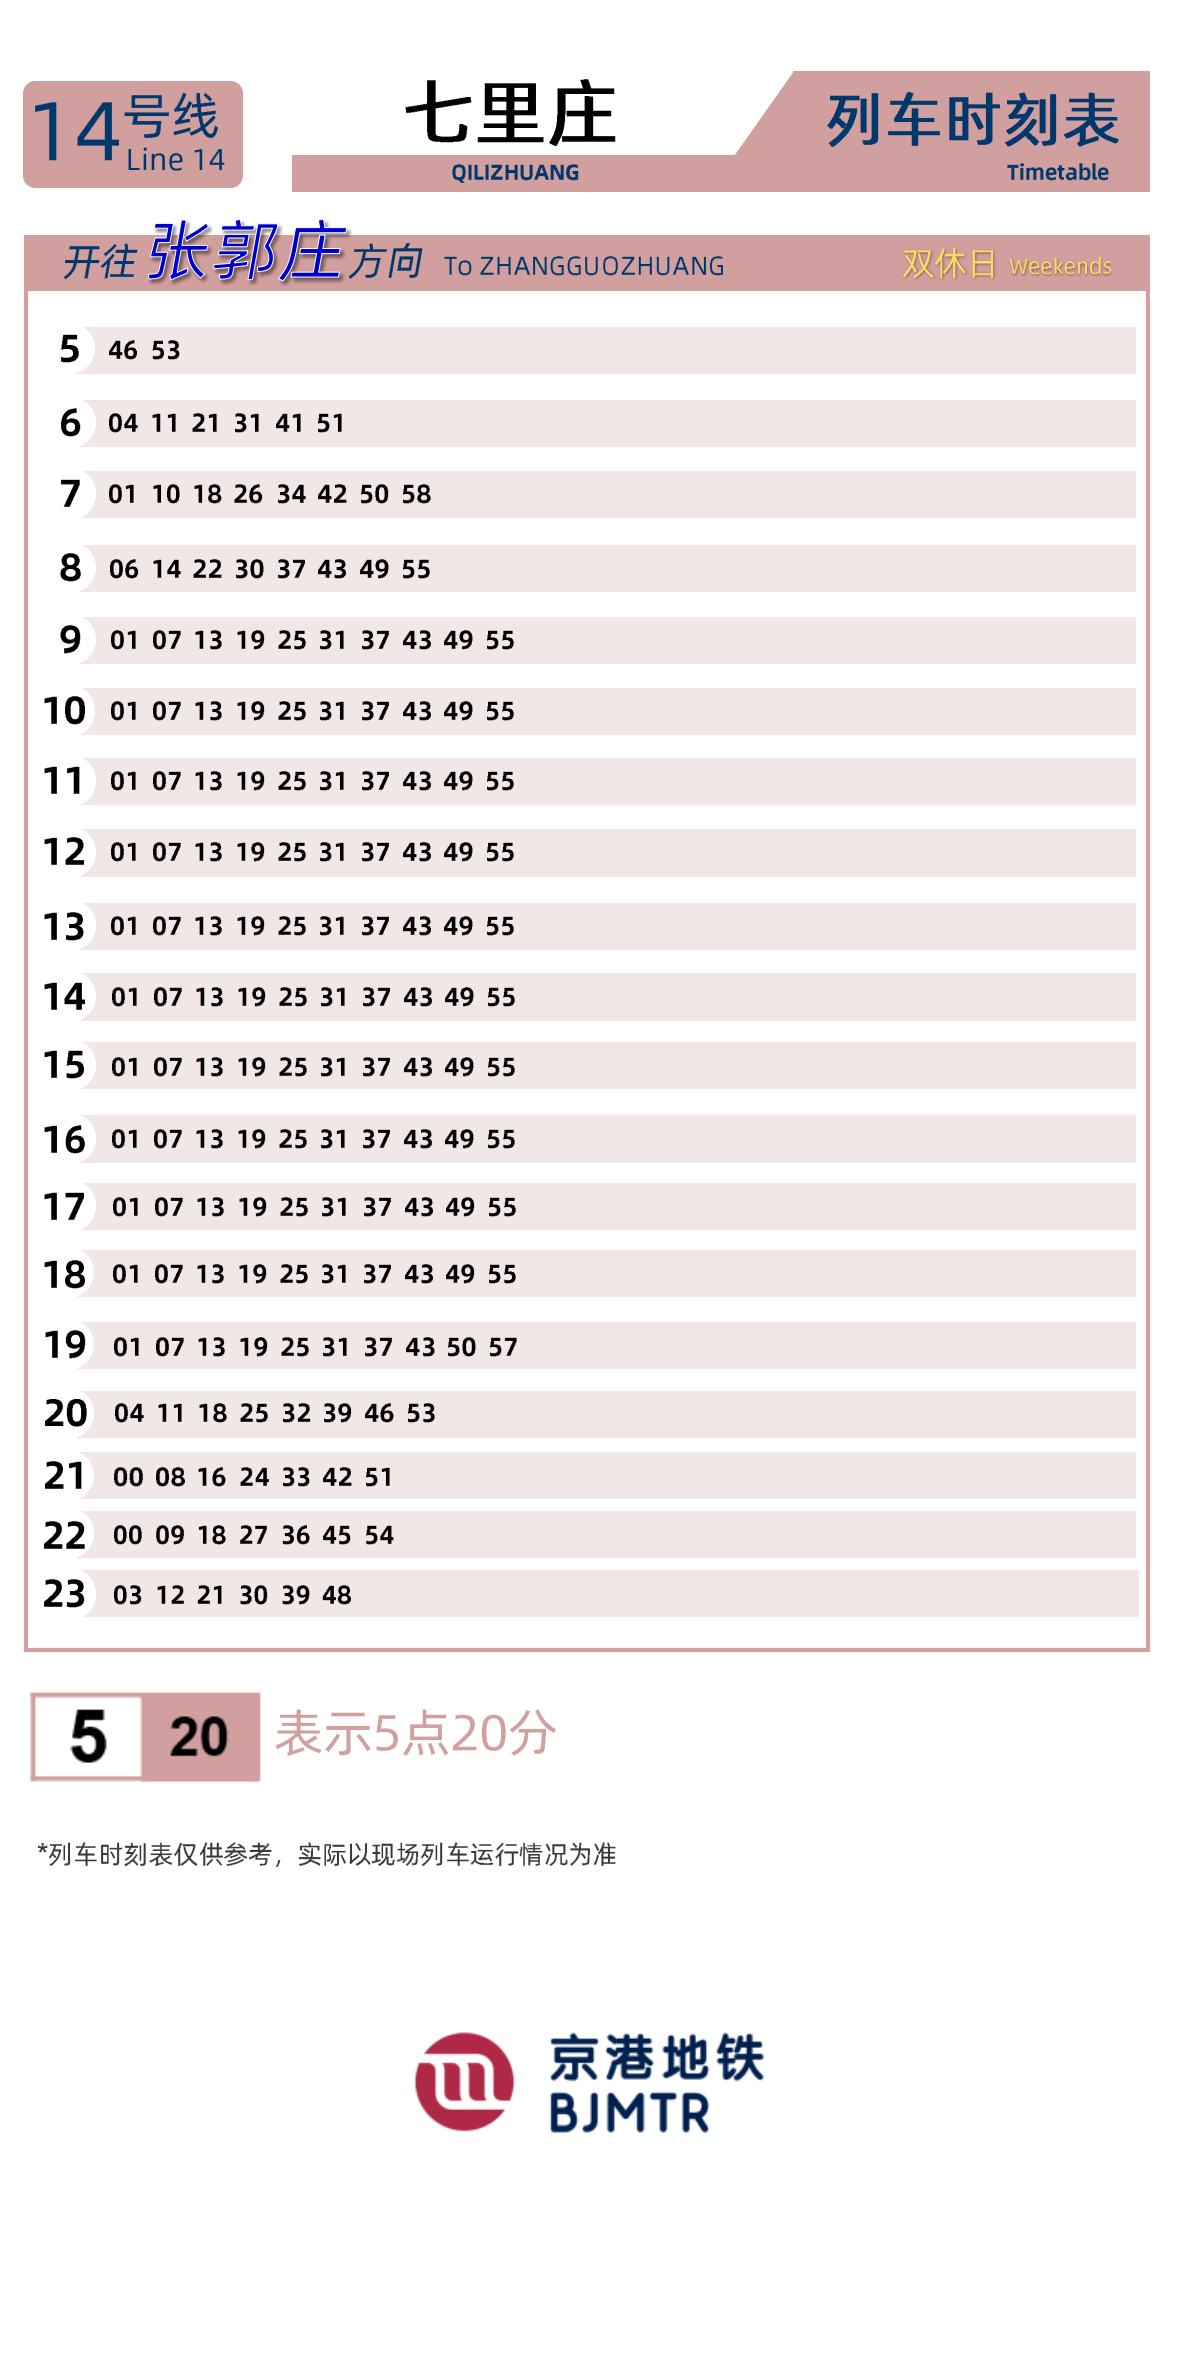 14号线
Line 14
七里庄
QILIZHUANG
列车时刻表
Timetable
开往 张郭庄 方向 To ZHANGGUOZHUANG 双休日 Weekends
5 46 53
6 04 11 21 31 41 51
7 01 10 18 26 34 42 50 58
8 06 14 22 30 37 43 49 55
9 01 07 13 19 25 31 37 43 49 55
10 01 07 13 19 25 31 37 43 49 55
11 01 07 13 19 25 31 37 43 49 55
12 01 07 13 19 25 31 37 43 49 55
13 01 07 13 19 25 31 37 43 49 55
14 01 07 13 19 25 31 37 43 49 55
15 01 07 13 19 25 31 37 43 49 55
16 01 07 13 19 25 31 37 43 49 55
17 01 07 13 19 25 31 37 43 49 55
18 01 07 13 19 25 31 37 43 49 55
19 01 07 13 19 25 31 37 43 50 57
20 04 11 18 25 32 39 46 53
21 00 08 16 24 33 42 51
22 00 09 18 27 36 45 54
23 03 12 21 30 39 48
5 20 表示5点20分
*列车时刻表仅供参考，实际以现场列车运行情况为准
京港地铁
BJMTR